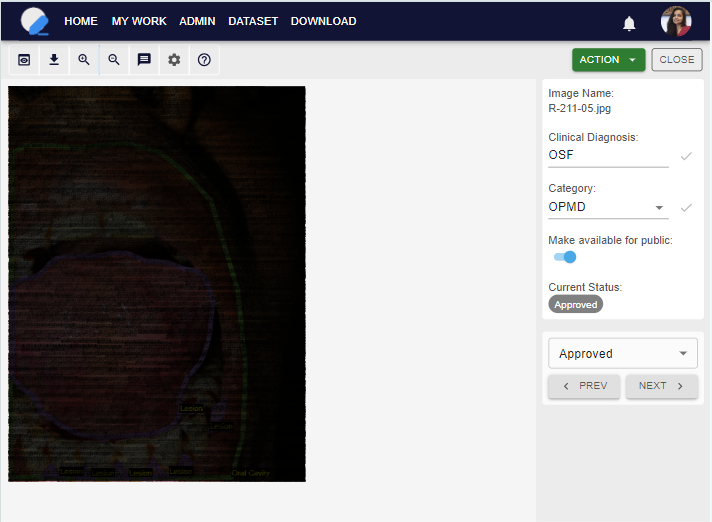 HOME MY WORK ADMIN DATASET DOWNLOAD
ACTION CLOSE
Image Name:
R-211-05.jpg
Clinical Diagnosis:
OSF
Category:
OPMD
Make available for public:
Current Status:
Approved
Approved
PREV NEXT
Lesion
Lesion
Lesion Lesion Lesion Lesion Oral Cavity